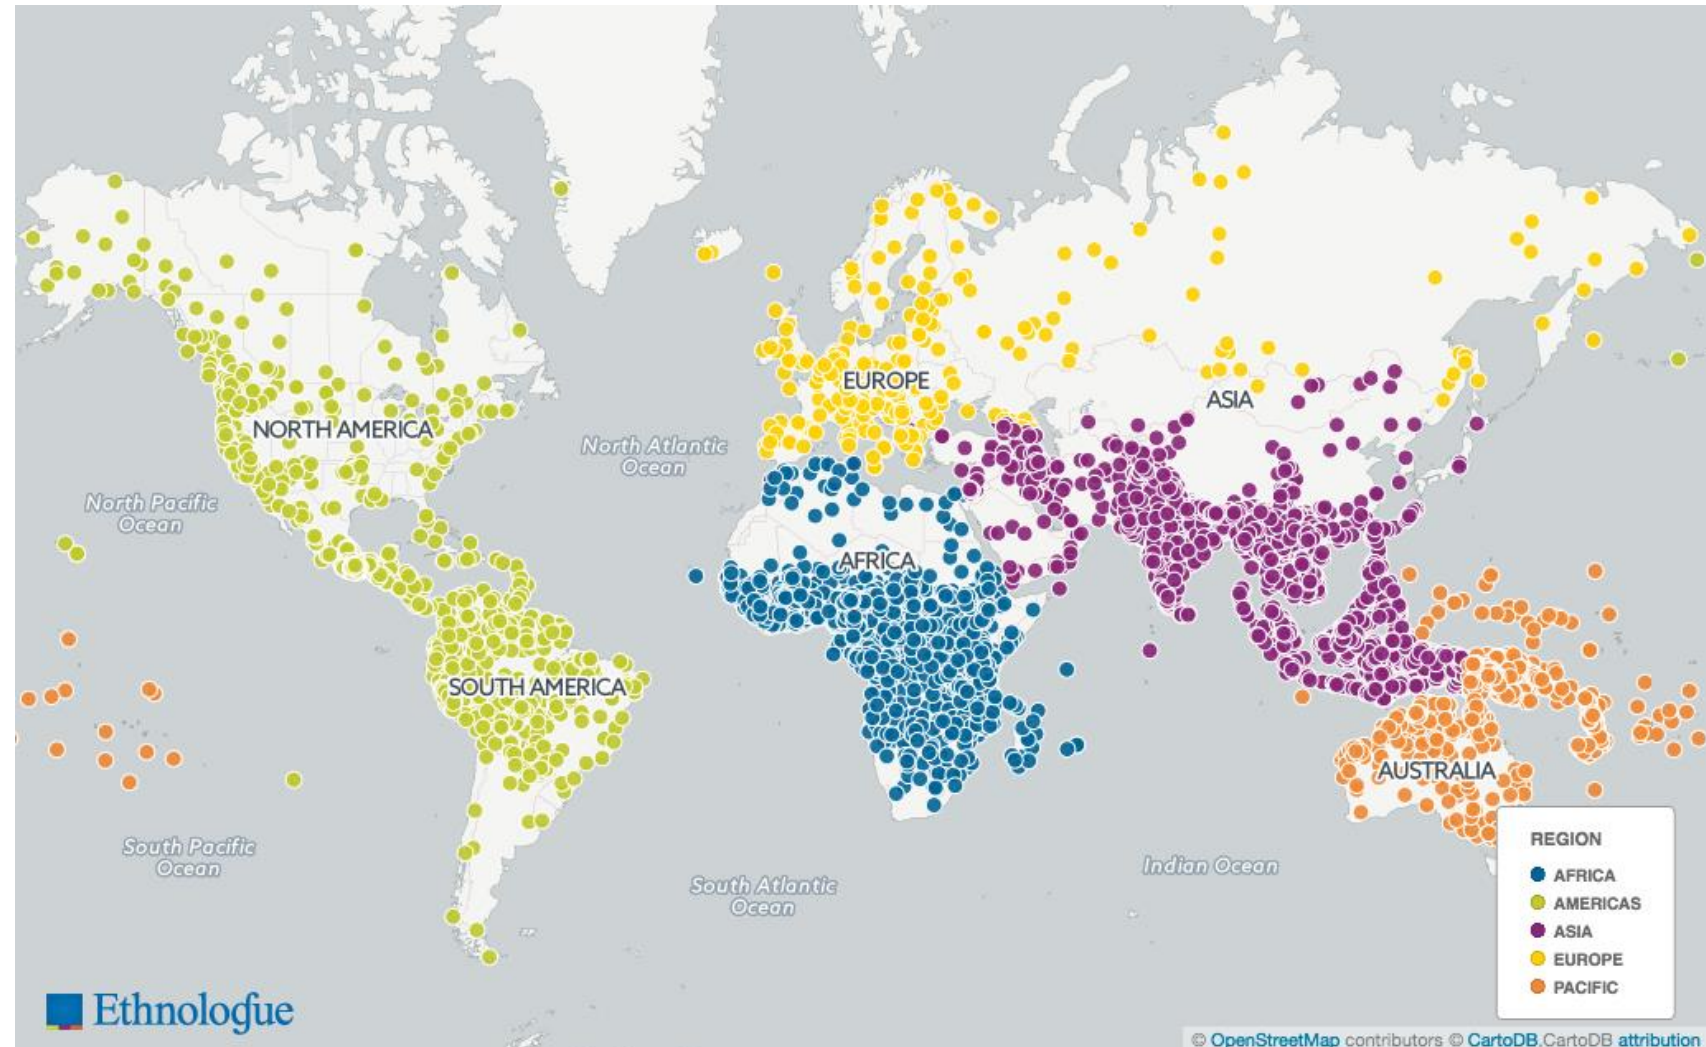 EUROPE
ASIA
NORTH AMERICA
North Atlantic
Ocean
North Pacific
Ocean
AFRICA
SOUTH AMERICA
AUSTRALIA
South Pacific
Ocean
Indian Ocean
South Atlantic
Ocean
REGION
AFRICA
AMERICAS
ASIA
EUROPE
PACIFIC
Ethnologue
© OpenStreetMap contributors © CartoDB,CartoDB attribution